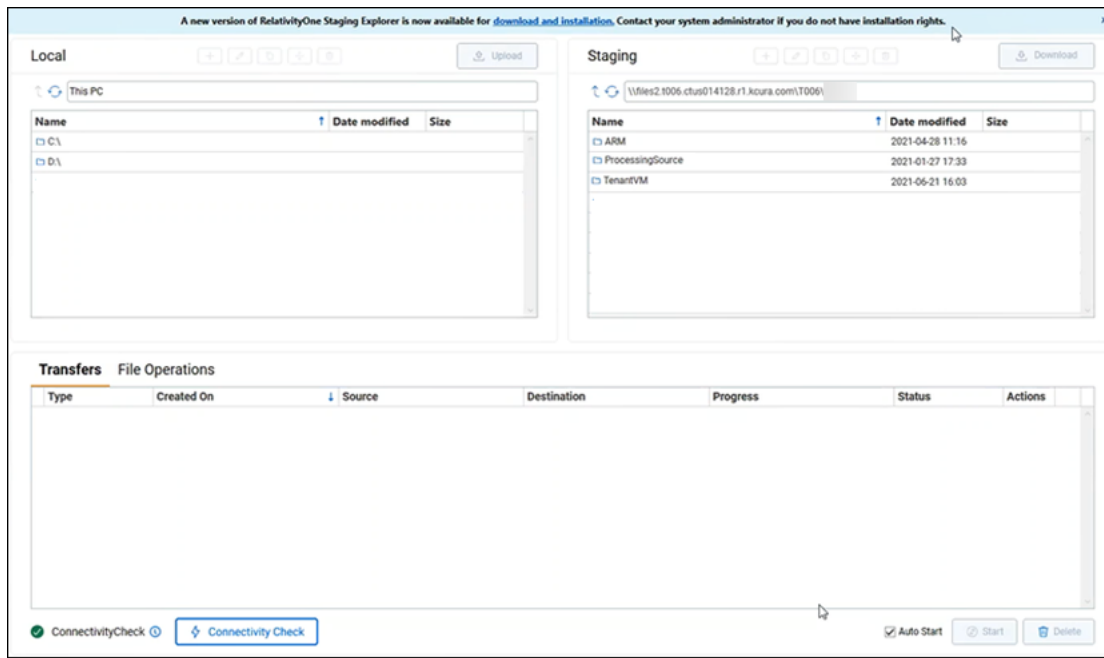 A new version of RelativityOne Staging Explorer is now available for download and installation. Contact your system administrator if you do not have installation rights.
Local
Upload
This PC
Name Date modified Size
C:\
D:\
Staging
Download
\\files2.t006.ctus014128.r1.kcura.com\T006\
Name Date modified Size
ARM 2021-04-28 11:16
ProcessingSource 2021-01-27 17:33
TenantVM 2021-06-21 16:03
Transfers File Operations
Type Created On Source Destination Progress Status Actions
ConnectivityCheck Connectivity Check Auto Start Start Delete